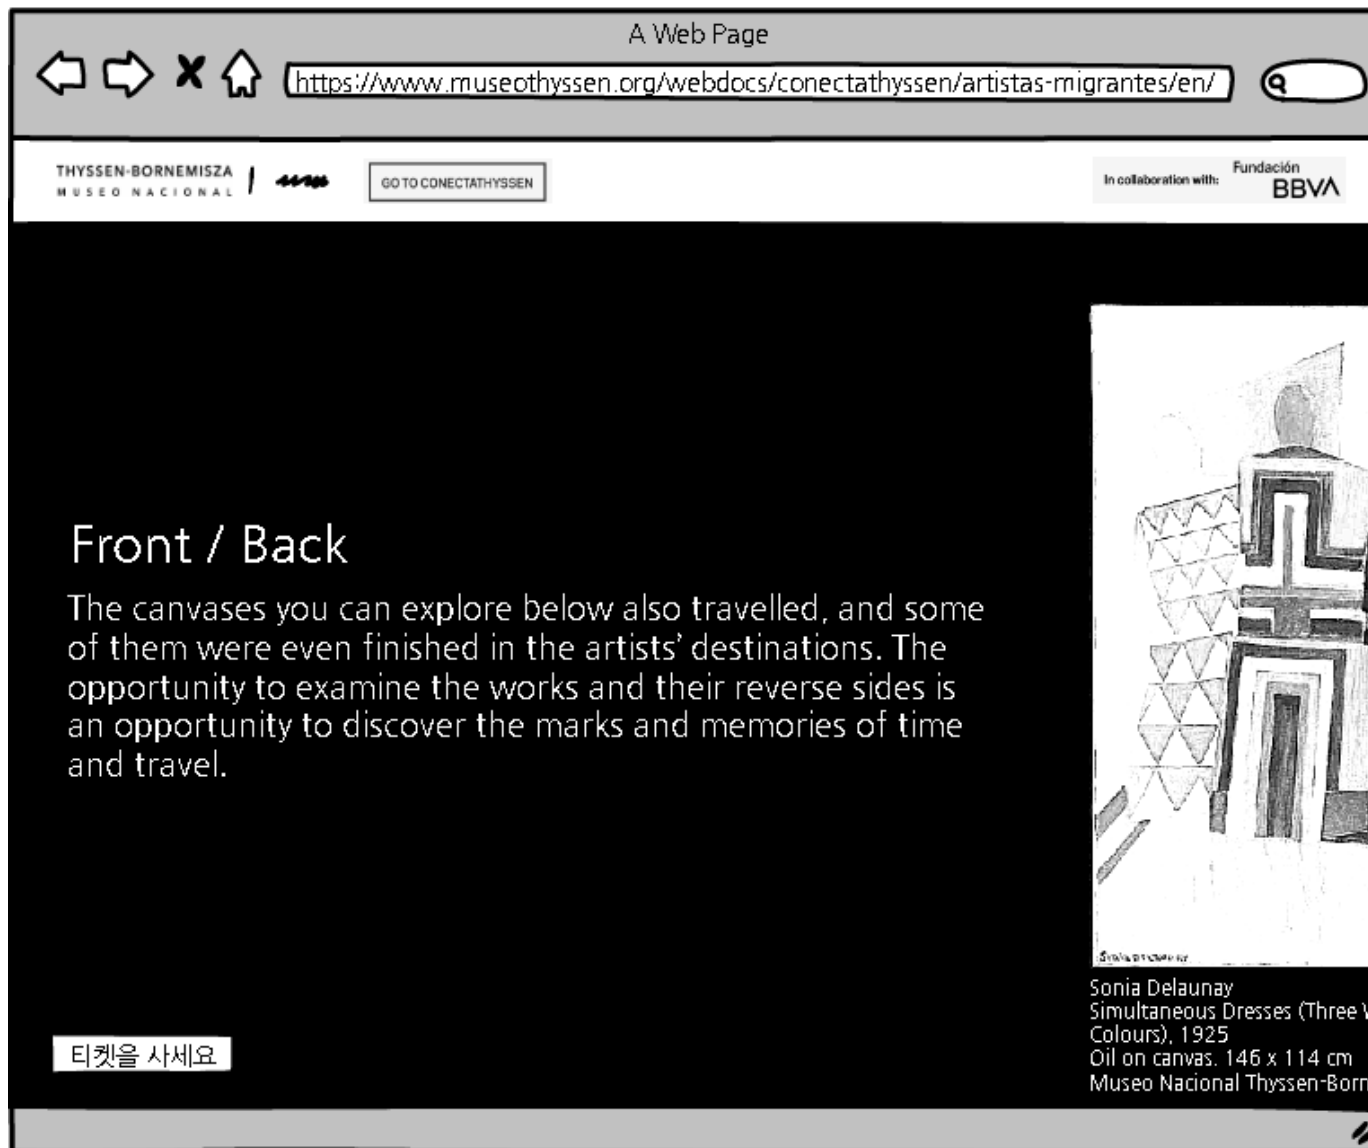 A Web Page
https://www.museothyssen.org/webdocs/conectathyssen/artistas-migrantes/en/
THYSSEN-BORNEMISZA
MUSEO NACIONAL
GO TO CONECTATHYSSEN
In collaboration with:
Fundación
BBVA
Front / Back
The canvases you can explore below also travelled, and some
of them were even finished in the artists’ destinations. The
opportunity to examine the works and their reverse sides is
an opportunity to discover the marks and memories of time
and travel.
Sonia Delaunay
Simultaneous Dresses (Three
Colours), 1925
Oil on canvas. 146 x 114 cm
Museo Nacional Thyssen-Born
티켓을 사세요